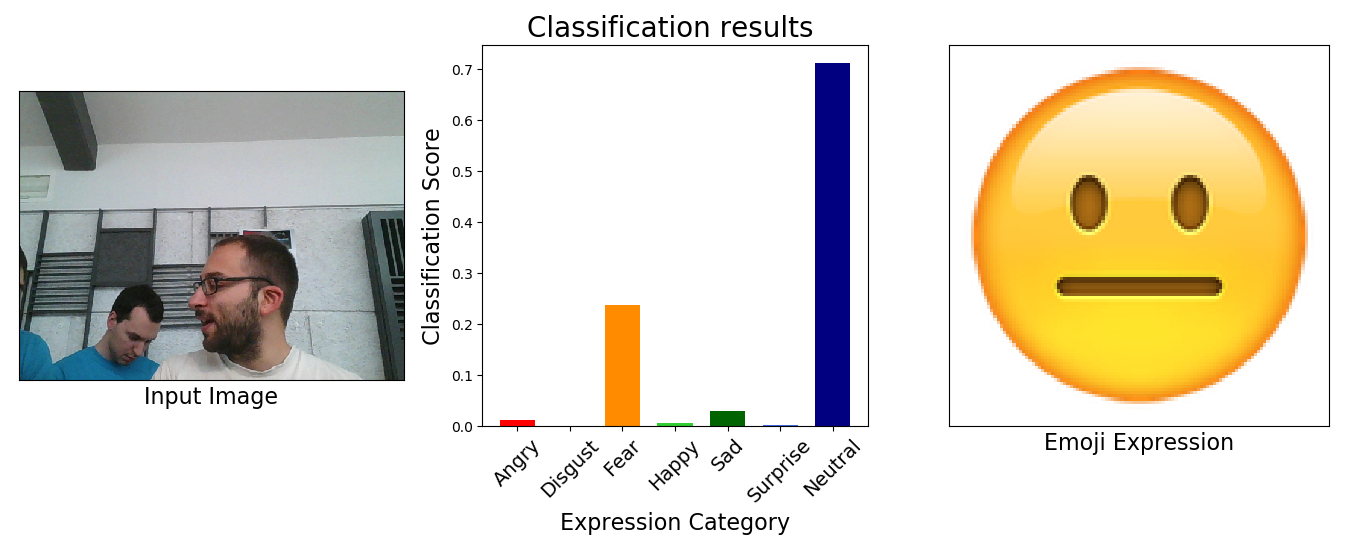 Input Image
Classification results
Classification Score
0.7
0.6
0.5
0.4
0.3
0.2
0.1
0.0
Angry
Disgust
Fear
Happy
Sad
Surprise
Neutral
Expression Category
Emoji Expression